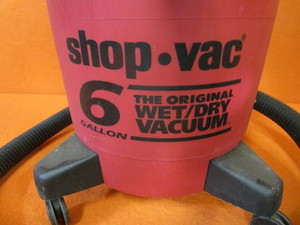 shop·vac®
6
GALLON
THE ORIGINAL
WET/DRY
VACUUM